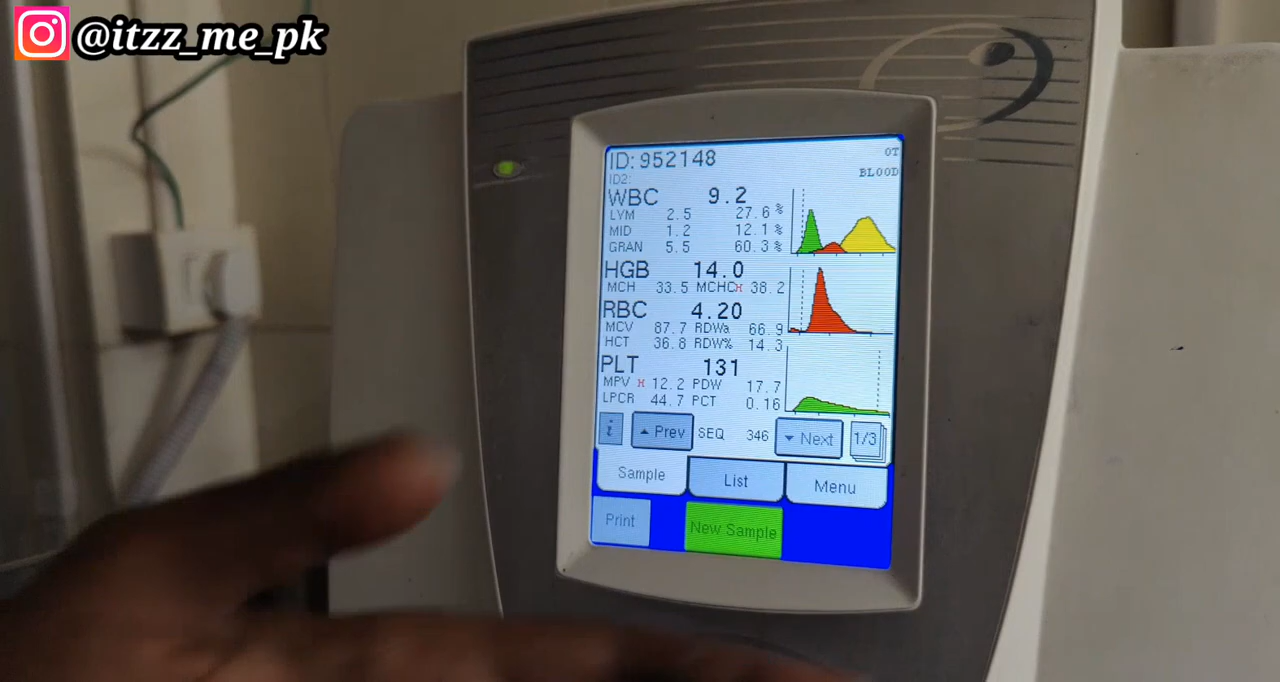 @itzz_me_pk
ID: 952148
OT
ID2:
BLOOD
WBC 9.2
LYM 2.5 27.6 %
MID 1.2 12.1 %
GRAN 5.5 60.3 %
HGB 14.0
MCH 33.5 MCHC H 38.2
RBC 4.20
MCV 87.7 RDWa 66.9
HCT 36.8 RDW% 14.3
PLT 131
MPV H 12.2 PDW 17.7
LPCR 44.7 PCT 0.16
i Prev SEQ 346 Next 1/3
Sample List Menu
Print New Sample